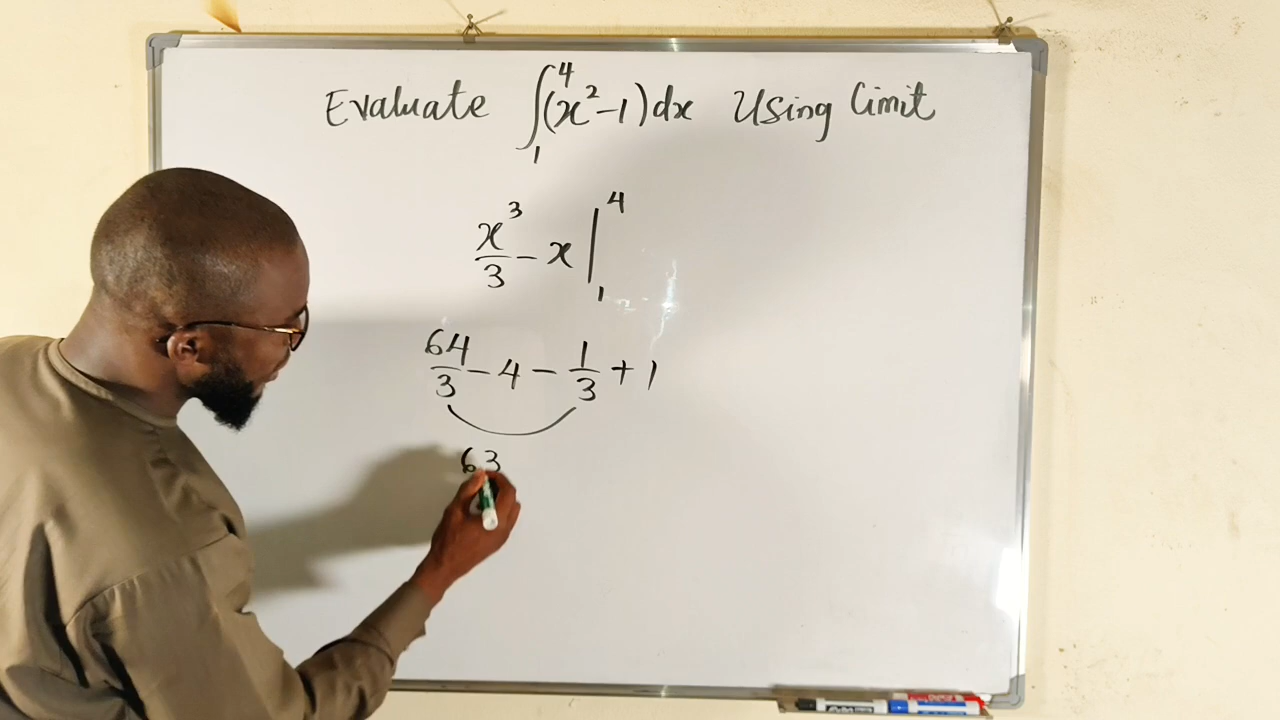 Evaluate ∫₁⁴(x²-1)dx Using limit
x³/3 - x |₁⁴
64/3 - 4 - 1/3 + 1
63